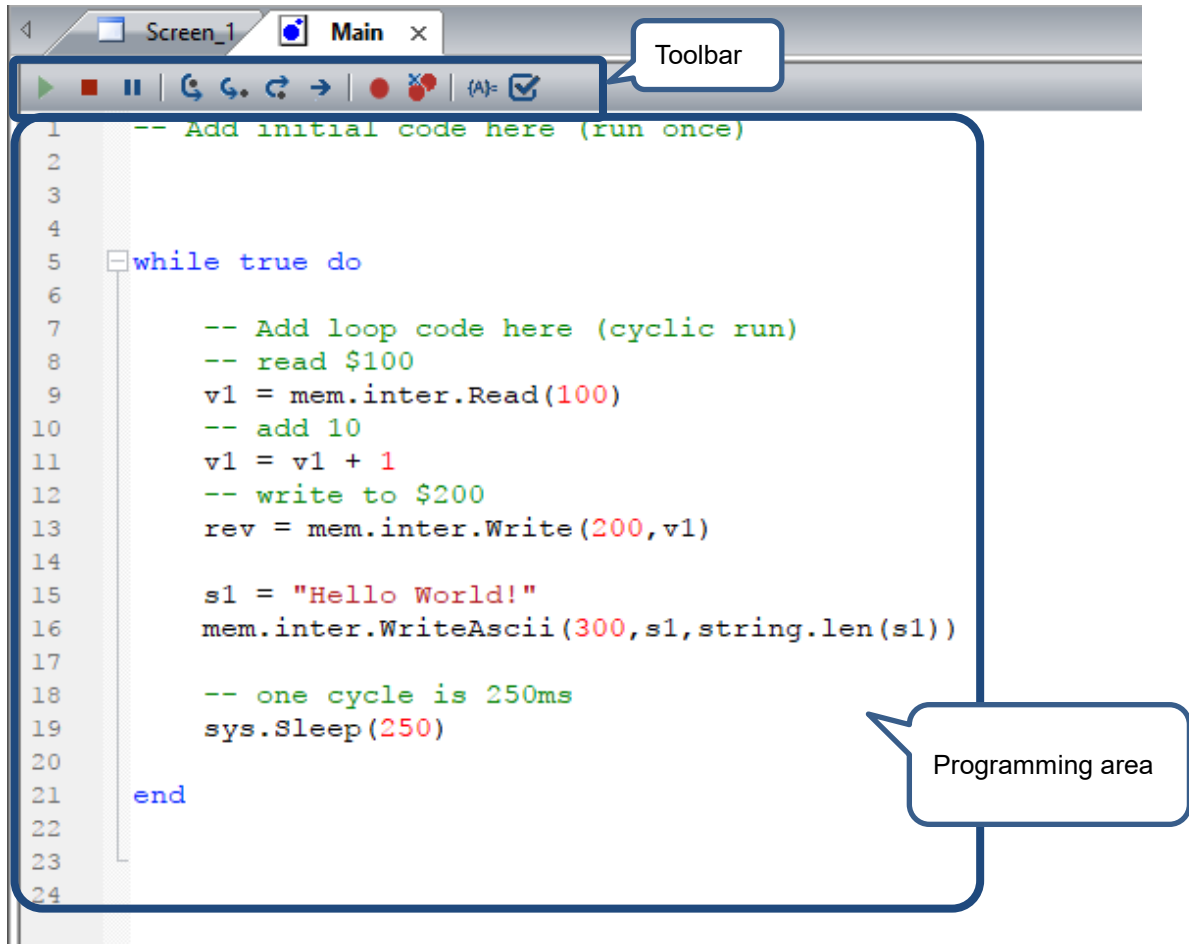 Screen_1 Main
Toolbar
{A}=
1 -- Add initial code here (run once)
2
3
4
5 while true do
6
7 -- Add loop code here (cyclic run)
8 -- read $100
9 v1 = mem.inter.Read(100)
10 -- add 10
11 v1 = v1 + 1
12 -- write to $200
13 rev = mem.inter.Write(200,v1)
14
15 s1 = "Hello World!"
16 mem.inter.WriteAscii(300,s1,string.len(s1))
17
18 -- one cycle is 250ms
19 sys.Sleep(250)
20
Programming area
21 end
22
23
24